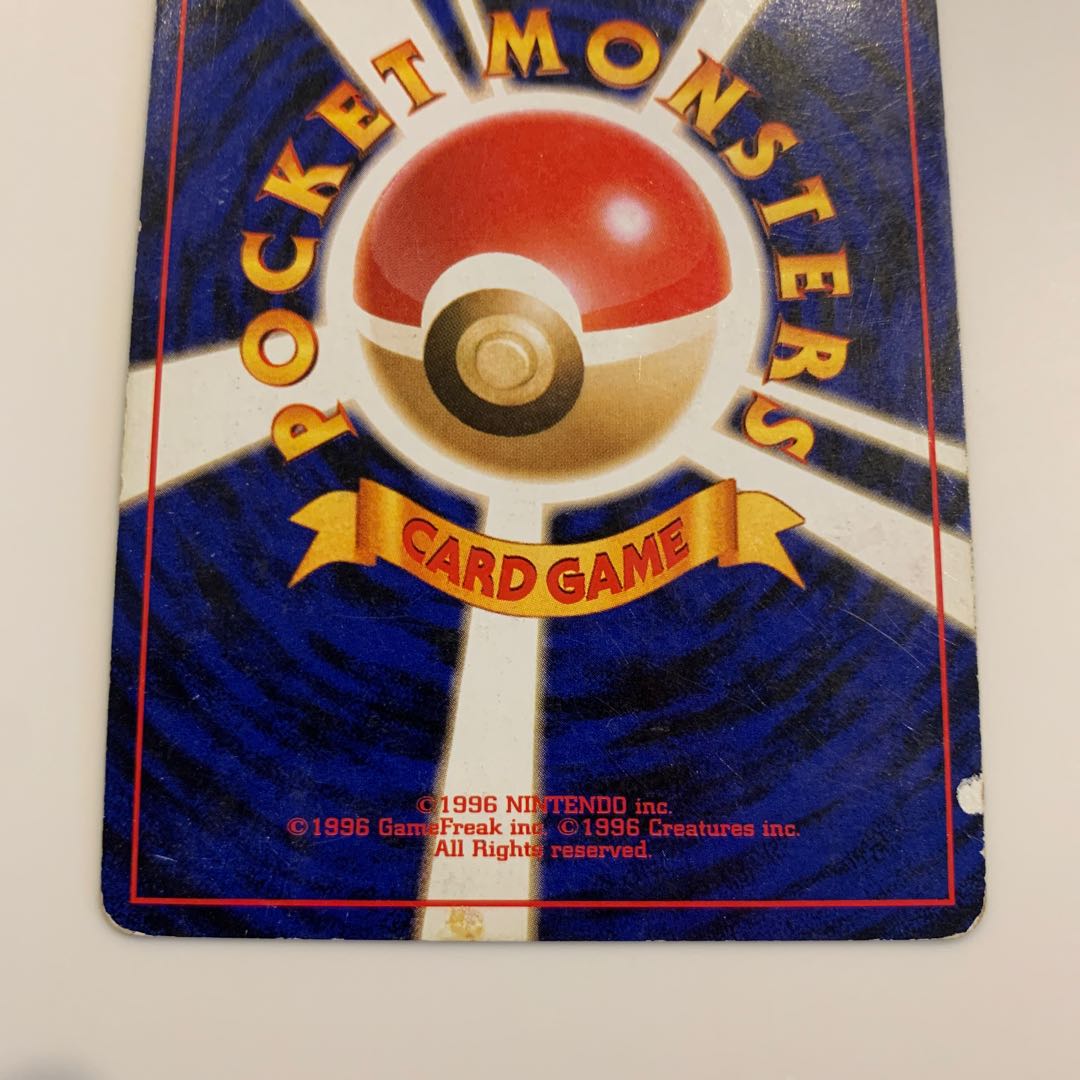 POCKET MONSTERS
CARD GAME
©1996 NINTENDO inc.
©1996 GameFreak inc. ©1996 Creatures inc.
All Rights reserved.